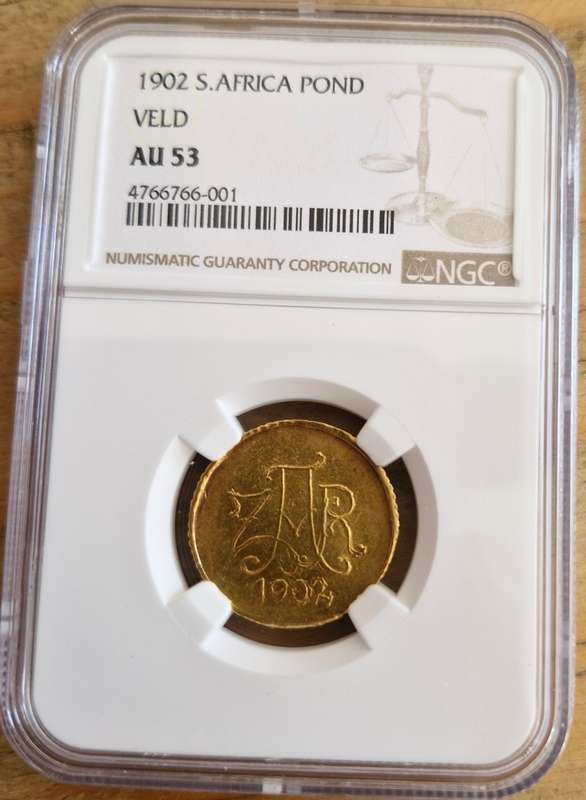 1902 S.AFRICA POND
VELD
AU 53
4766766-001
NUMISMATIC GUARANTY CORPORATION NGC®
ZAR
1902